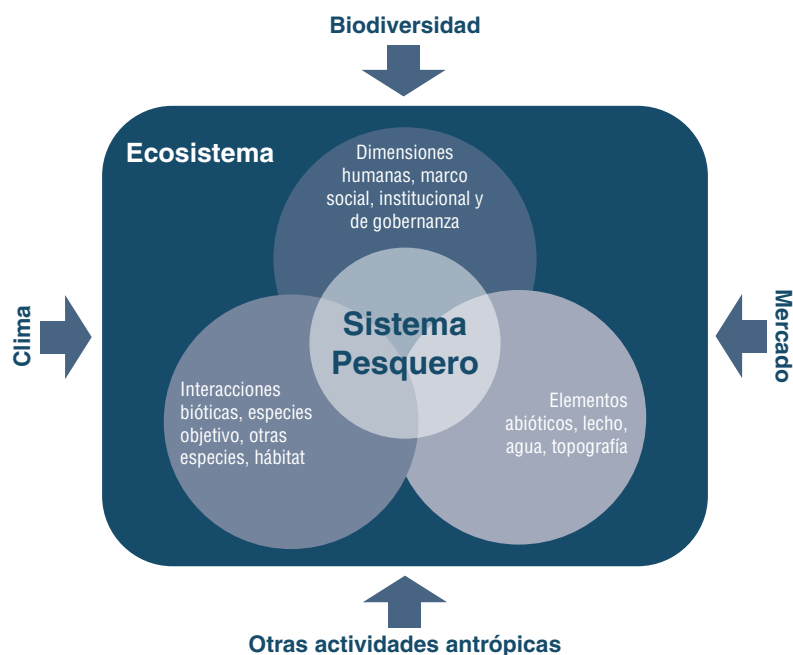 Biodiversidad
Ecosistema
Dimensiones
humanas, marco
social, institucional y
de gobernanza
Clima
Sistema
Pesquero
Mercado
Interacciones
bióticas, especies
objetivo, otras
especies, hábitat
Elementos
abióticos, lecho,
agua, topografía
Otras actividades antrópicas